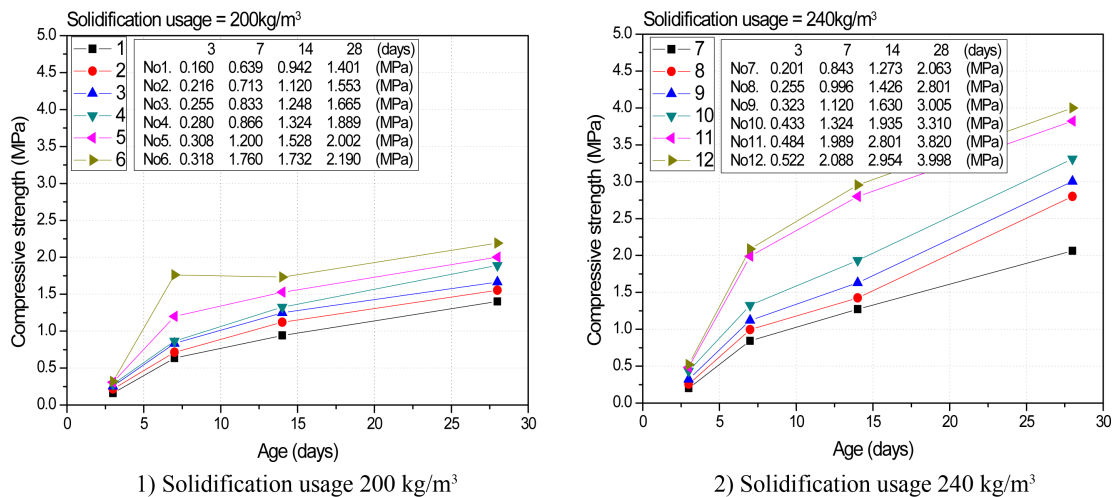 Solidification usage = 200kg/m³
Compressive strength (MPa)
5.0
4.5
4.0
3.5
3.0
2.5
2.0
1.5
1.0
0.5
0.0
1
2
3
4
5
6
3 7 14 28 (days)
No1. 0.160 0.639 0.942 1.401 (MPa)
No2. 0.216 0.713 1.120 1.553 (MPa)
No3. 0.255 0.833 1.248 1.665 (MPa)
No4. 0.280 0.866 1.324 1.889 (MPa)
No5. 0.308 1.200 1.528 2.002 (MPa)
No6. 0.318 1.760 1.732 2.190 (MPa)
0 5 10 15 20 25 30
Age (days)
1) Solidification usage 200 kg/m³
Solidification usage = 240kg/m³
Compressive strength (MPa)
5.0
4.5
4.0
3.5
3.0
2.5
2.0
1.5
1.0
0.5
0.0
7
8
9
10
11
12
3 7 14 28 (days)
No7. 0.201 0.843 1.273 2.063 (MPa)
No8. 0.255 0.996 1.426 2.801 (MPa)
No9. 0.323 1.120 1.630 3.005 (MPa)
No10. 0.433 1.324 1.935 3.310 (MPa)
No11. 0.484 1.989 2.801 3.820 (MPa)
No12. 0.522 2.088 2.954 3.998 (MPa)
0 5 10 15 20 25 30
Age (days)
2) Solidification usage 240 kg/m³